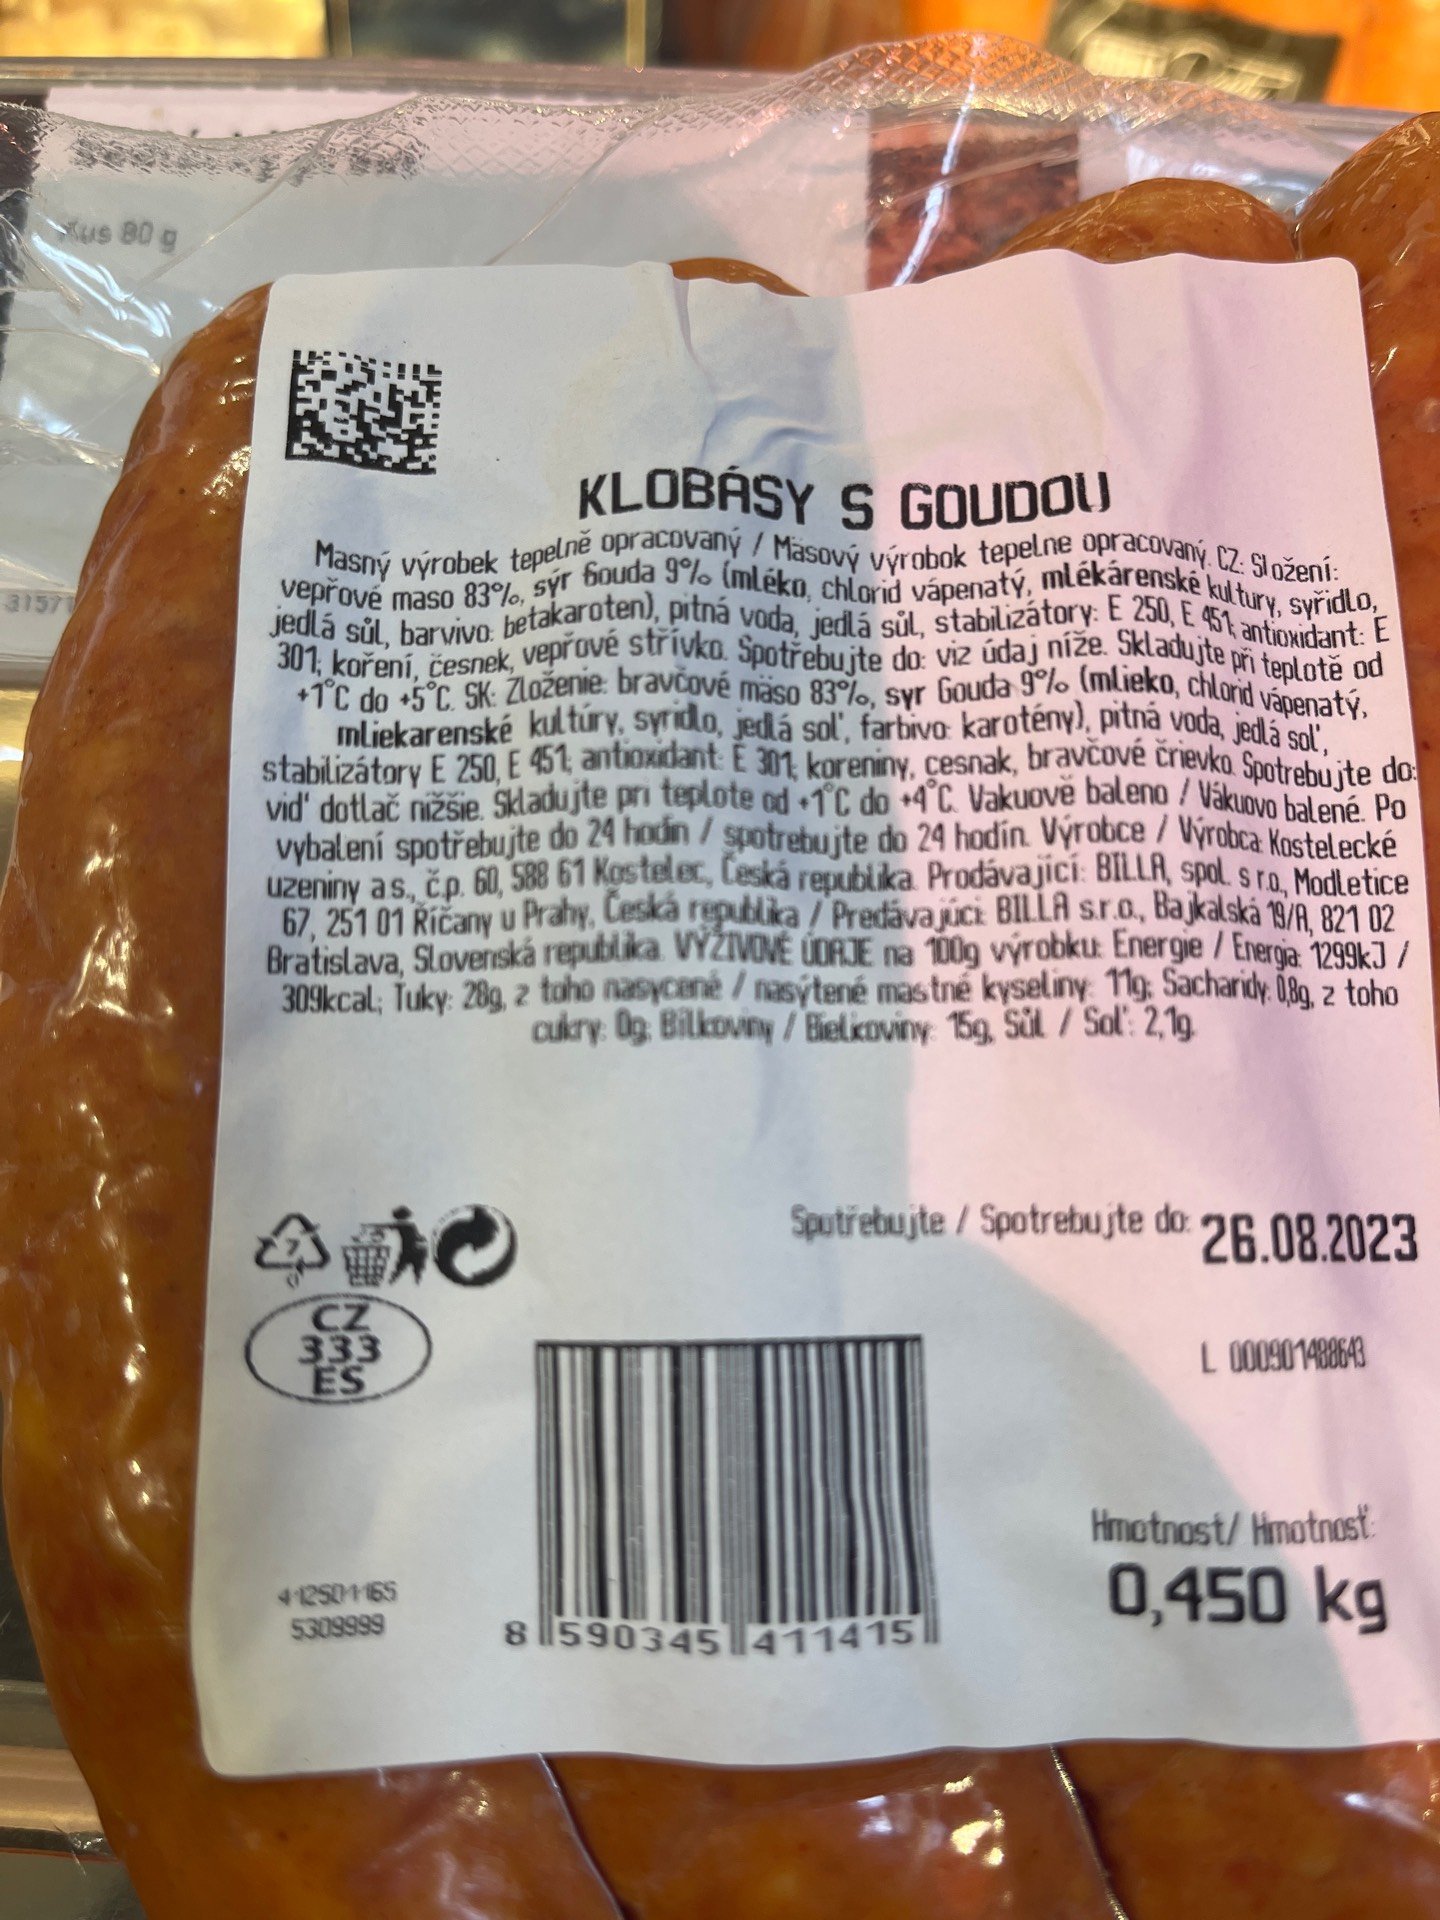 Kus 80 g
3157
KLOBÁSY S GOUDOU
Masný výrobek tepelně opracovaný / Mäsový výrobok tepelne opracovaný. CZ: Složení:
vepřové maso 83%, sýr Gouda 9% (mléko, chlorid vápenatý, mlékárenské kultury, syřidlo,
jedlá sůl, barvivo: betakaroten), pitná voda, jedlá sůl, stabilizátory: E 250, E 451; antioxidant: E
301; koření, česnek, vepřové střívko. Spotřebujte do: viz údaj níže. Skladujte při teplotě od
+1°C do +5°C. SK: Zloženie: bravčové mäso 83%, syr Gouda 9% (mlieko, chlorid vápenatý,
mliekarenské kultúry, syridlo, jedlá soľ, farbivo: karotény), pitná voda, jedlá soľ,
stabilizátory E 250, E 451; antioxidant: E 301; koreniny, cesnak, bravčové črievko. Spotrebujte do:
viď dotlač nižšie. Skladujte pri teplote od +1°C do +4°C. Vakuově baleno / Vákuovo balené. Po
vybalení spotřebujte do 24 hodin / spotrebujte do 24 hodín. Výrobce / Výrobca: Kostelecké
uzeniny a.s., č.p. 60, 588 61 Kostelec, Česká republika. Prodávající: BILLA, spol. s r.o., Modletice
67, 251 01 Říčany u Prahy, Česká republika / Predávajúci: BILLA s.r.o., Bajkalská 19/A, 821 02
Bratislava, Slovenská republika. VÝŽIVOVÉ ÚDAJE na 100g výrobku: Energie / Energia: 1299kJ /
309kcal; Tuky: 28g, z toho nasycené / nasýtené mastné kyseliny: 11g; Sacharidy: 0,8g, z toho
cukry: 0g; Bílkoviny / Bielkoviny: 15g, Sůl / Soľ: 2,1g.
Spotřebujte / Spotrebujte do: 26.08.2023
7
CZ
333
ES
L 000901488643
Hmotnost/ Hmotnosť:
0,450 kg
412501165
5309999
8 590345 411415